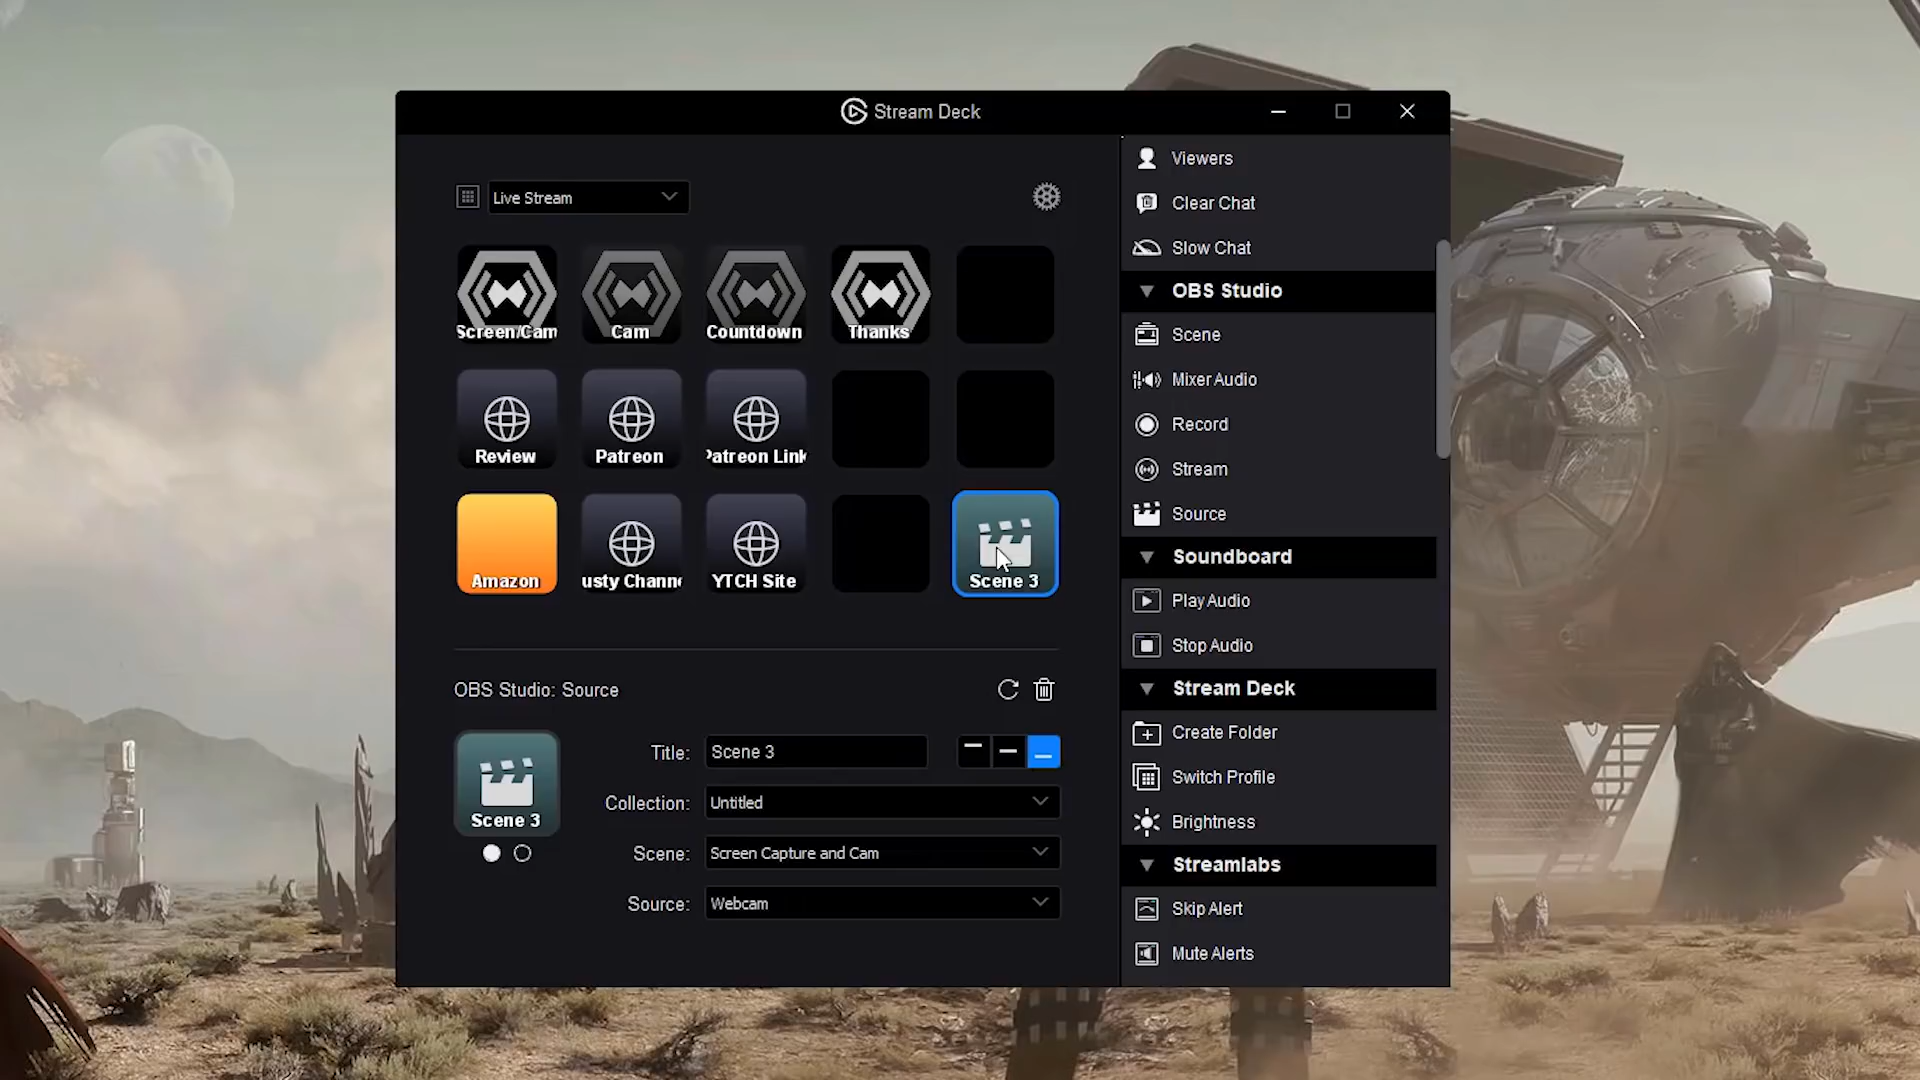 Stream Deck
Live Stream
Screen/Cam
Cam
Countdown
Thanks
Review
Patreon
Patreon Link
Amazon
usty Channe
YTCH Site
Scene 3
OBS Studio: Source
Scene 3
Title:
Scene 3
Collection:
Untitled
Scene:
Screen Capture and Cam
Source:
Webcam
Viewers
Clear Chat
Slow Chat
OBS Studio
Scene
Mixer Audio
Record
Stream
Source
Soundboard
Play Audio
Stop Audio
Stream Deck
Create Folder
Switch Profile
Brightness
Streamlabs
Skip Alert
Mute Alerts